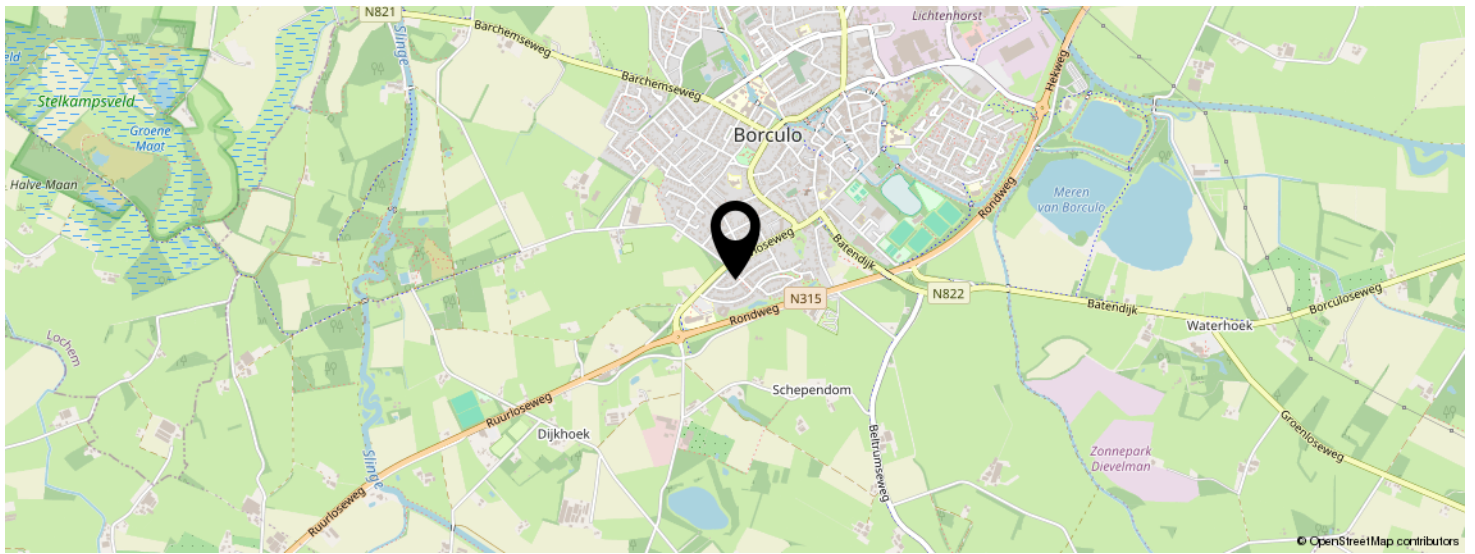 N821
Lichtenhorst
Slinge
Barchemseweg
Hekweg
Barchemseweg
Stelkampsveld
Groene
Maat
Borculo
Halve Maan
Meren
van Borculo
Rondweg
Batendijk
N315
N822
Rondweg
Batendijk
Borculoseweg
Waterhoek
Lochem
Schependom
Ruurloseweg
Dijkhoek
Groenloseweg
Beltrumseweg
Zonnepark
Dievelman
Slinge
Ruurloseweg
© OpenStreetMap contributors